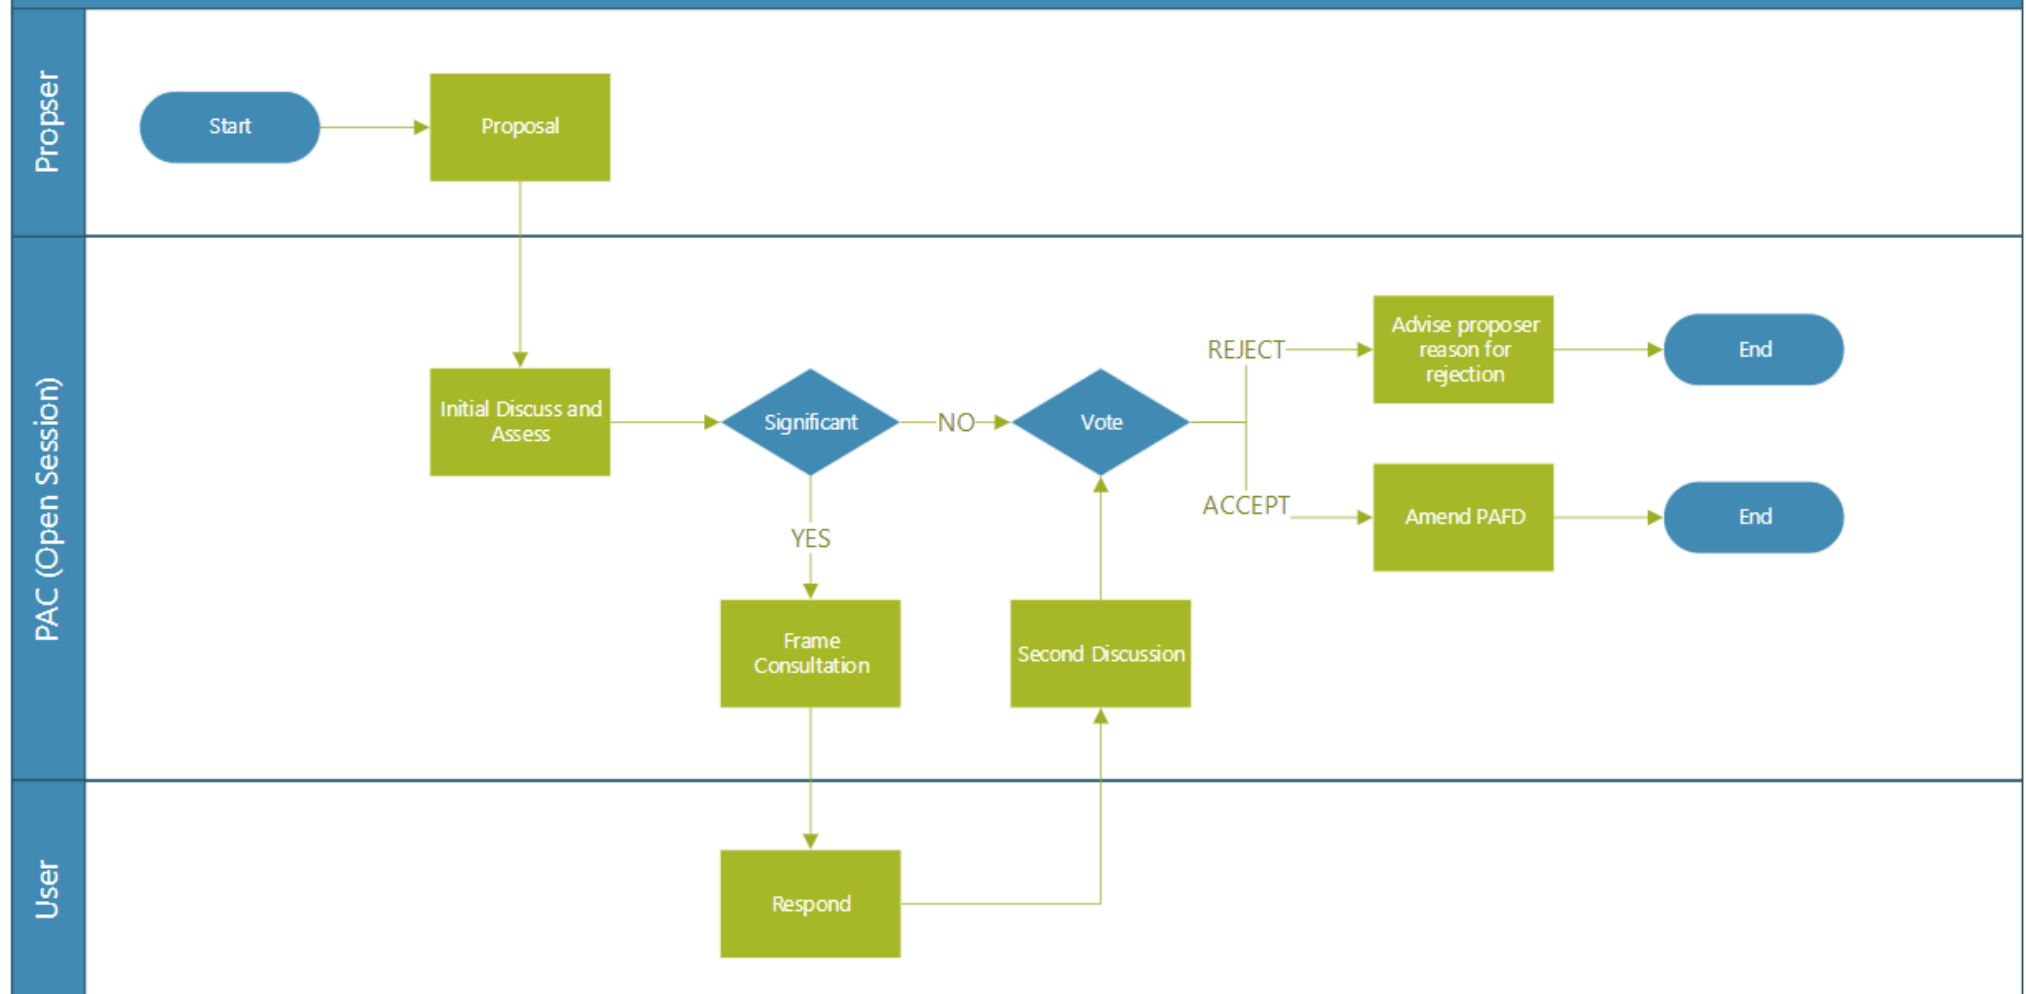 Propser
Start
Proposal
PAC (Open Session)
Initial Discuss and
Assess
Significant
NO
Vote
REJECT
Advise proposer
reason for
rejection
End
ACCEPT
Amend PAFD
End
YES
Frame
Consultation
Second Discussion
User
Respond